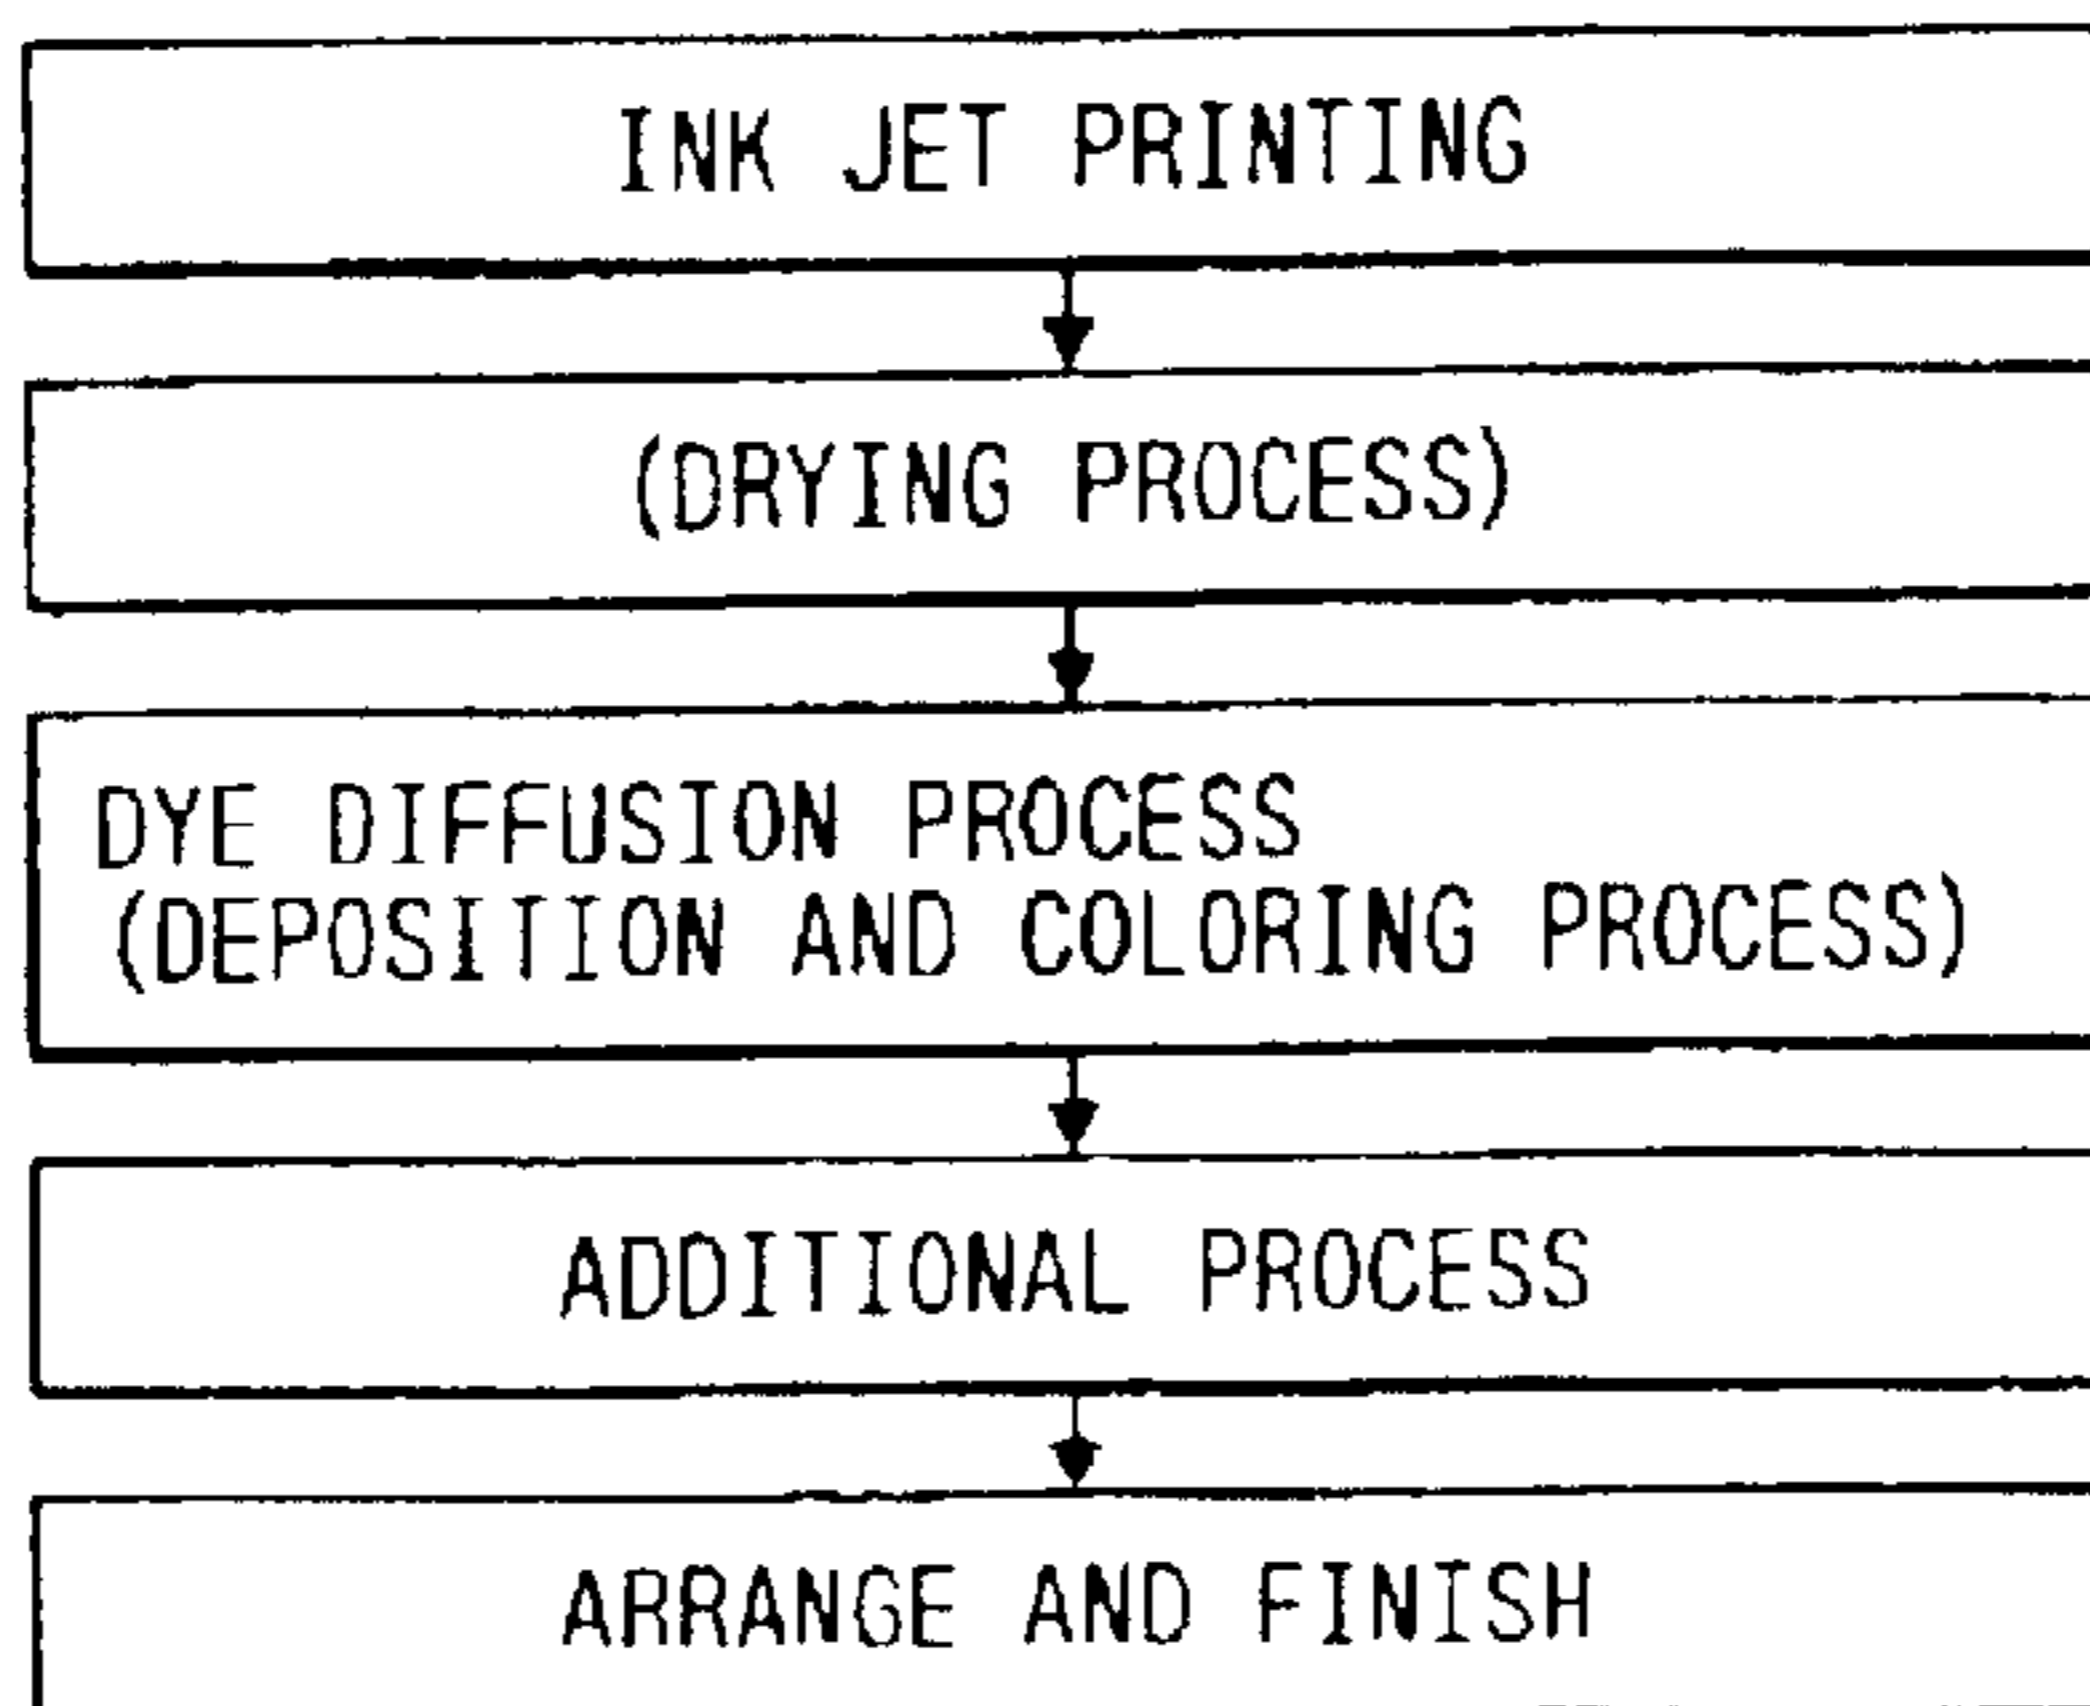 INK JET PRINTING
(DRYING PROCESS)
DYE DIFFUSION PROCESS
(DEPOSITION AND COLORING PROCESS)
ADDITIONAL PROCESS
ARRANGE AND FINISH